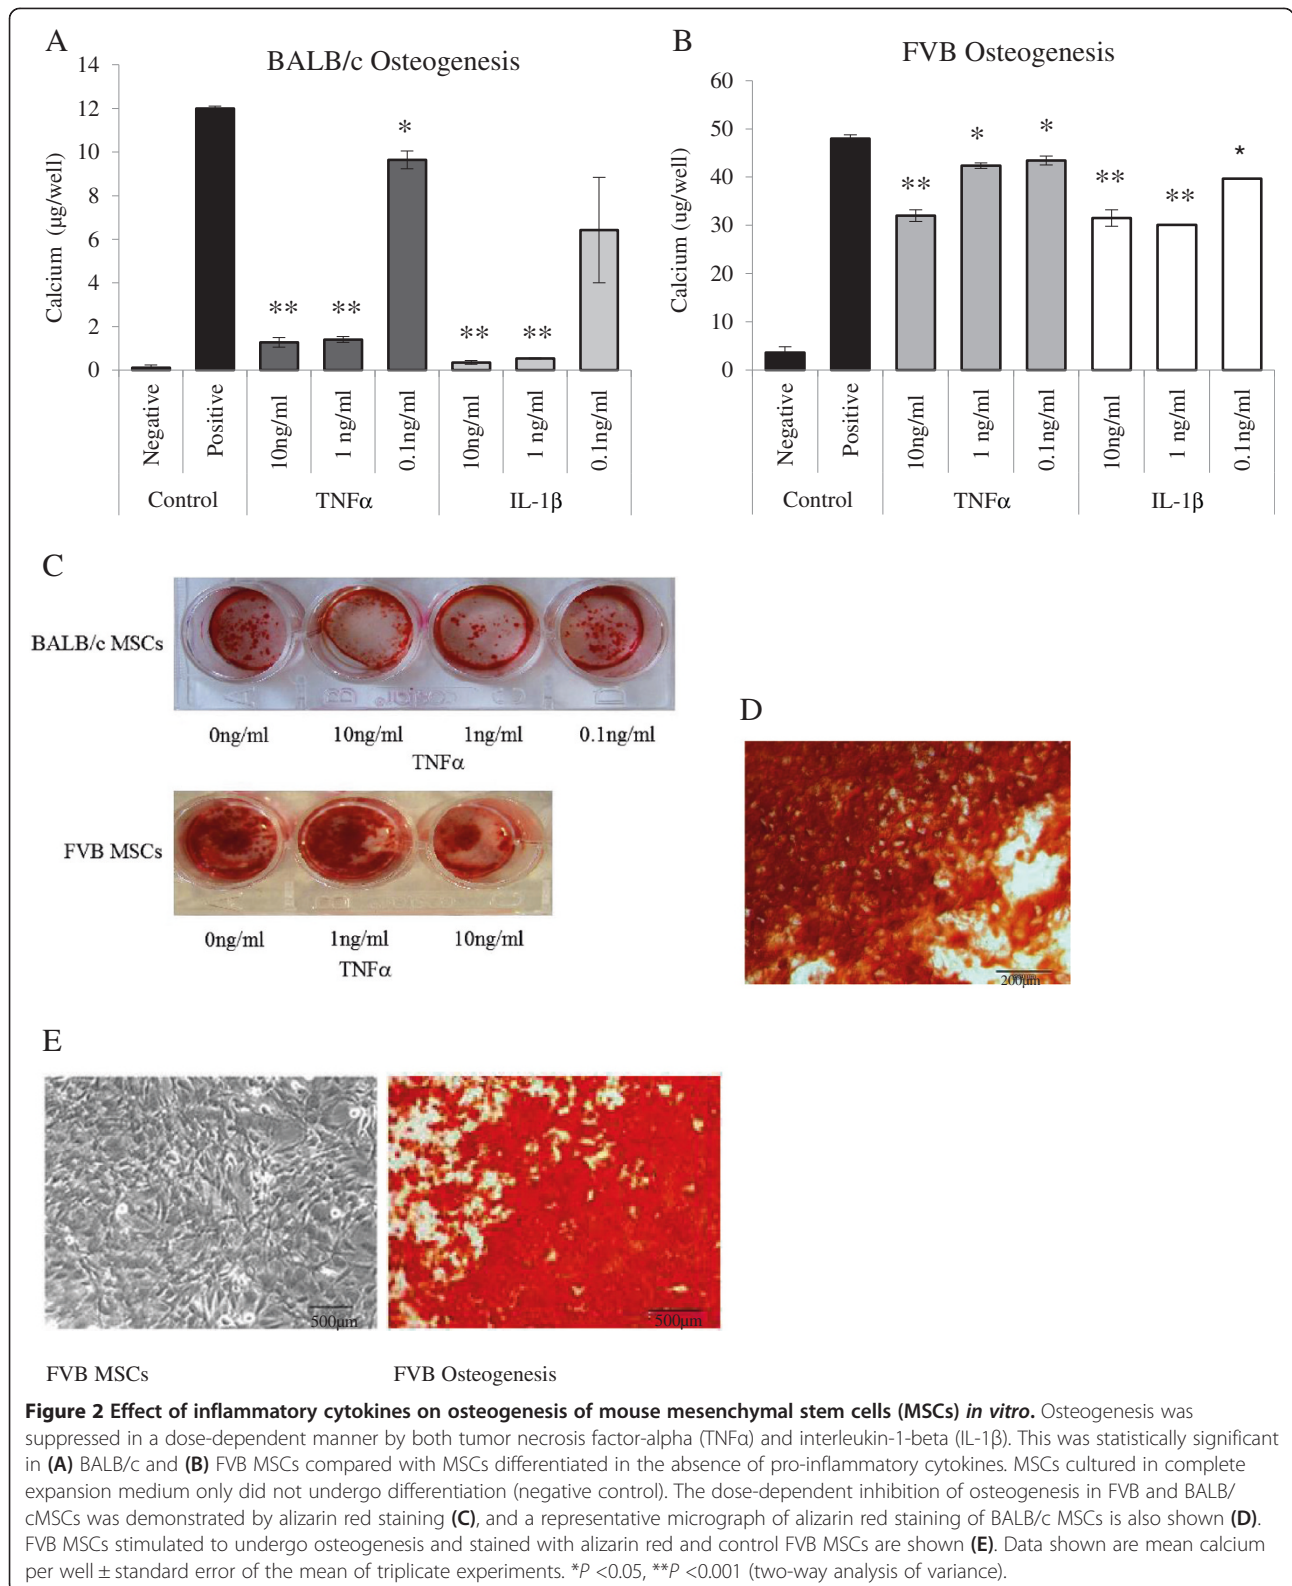 A
BALB/c Osteogenesis
Calcium (µg/well)
14
12
10
8
6
4
2
0
**
**
*
**
**
Negative
Positive
10ng/ml
1 ng/ml
0.1ng/ml
10ng/ml
1 ng/ml
0.1ng/ml
Control
TNFα
IL-1β
B
FVB Osteogenesis
Calcium (ug/well)
60
50
40
30
20
10
0
**
*
*
**
**
*
Negative
Positive
10ng/ml
1 ng/ml
0.1ng/ml
10ng/ml
1 ng/ml
0.1ng/ml
Control
TNFα
IL-1β
C
BALB/c MSCs
0ng/ml 10ng/ml 1ng/ml 0.1ng/ml
TNFα
FVB MSCs
0ng/ml 1ng/ml 10ng/ml
TNFα
D
200µm
E
500µm
500µm
FVB MSCs FVB Osteogenesis
Figure 2 Effect of inflammatory cytokines on osteogenesis of mouse mesenchymal stem cells (MSCs) in vitro. Osteogenesis was
suppressed in a dose-dependent manner by both tumor necrosis factor-alpha (TNFα) and interleukin-1-beta (IL-1β). This was statistically significant
in (A) BALB/c and (B) FVB MSCs compared with MSCs differentiated in the absence of pro-inflammatory cytokines. MSCs cultured in complete
expansion medium only did not undergo differentiation (negative control). The dose-dependent inhibition of osteogenesis in FVB and BALB/
cMSCs was demonstrated by alizarin red staining (C), and a representative micrograph of alizarin red staining of BALB/c MSCs is also shown (D).
FVB MSCs stimulated to undergo osteogenesis and stained with alizarin red and control FVB MSCs are shown (E). Data shown are mean calcium
per well ± standard error of the mean of triplicate experiments. *P <0.05, **P <0.001 (two-way analysis of variance).